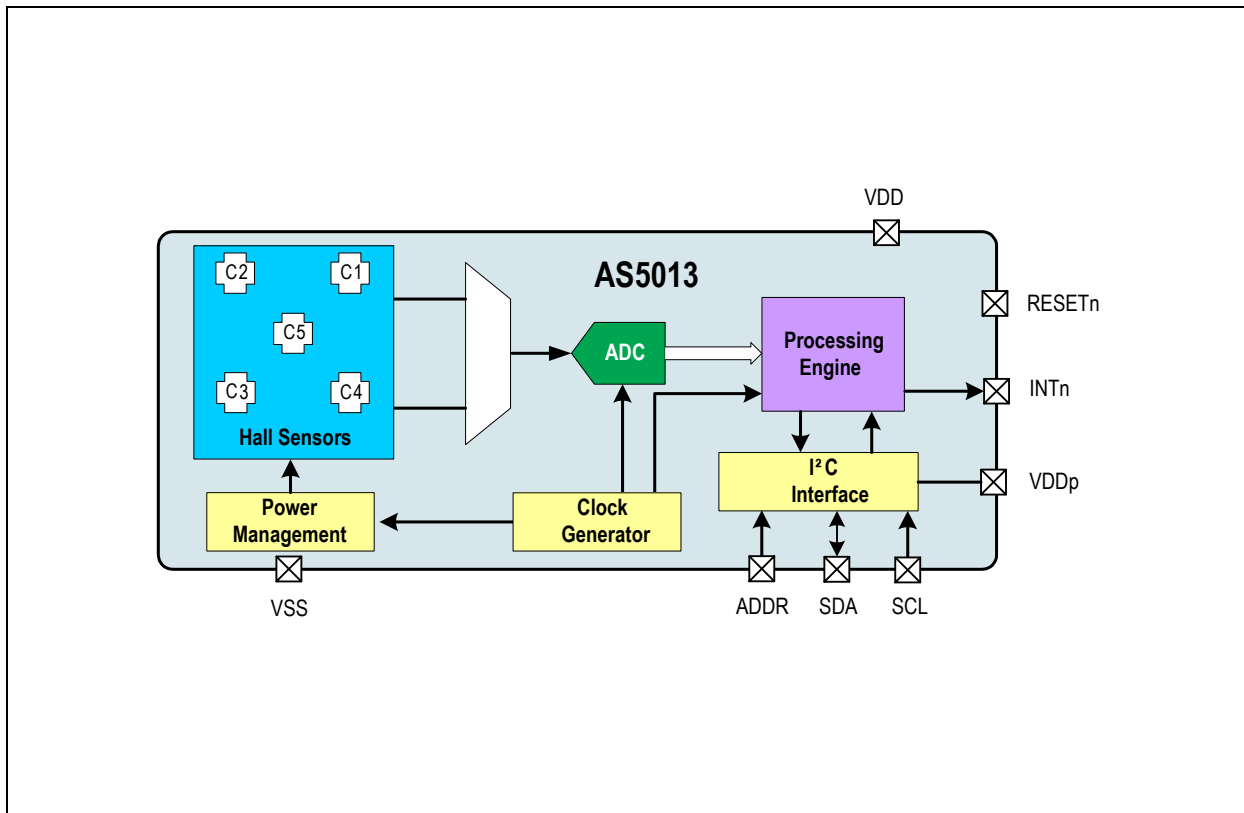 VDD
AS5013
C2
C1
C5
C3
C4
Hall Sensors
ADC
Processing
Engine
RESETn
INTn
I²C
Interface
VDDp
Power
Management
Clock
Generator
VSS
ADDR
SDA
SCL